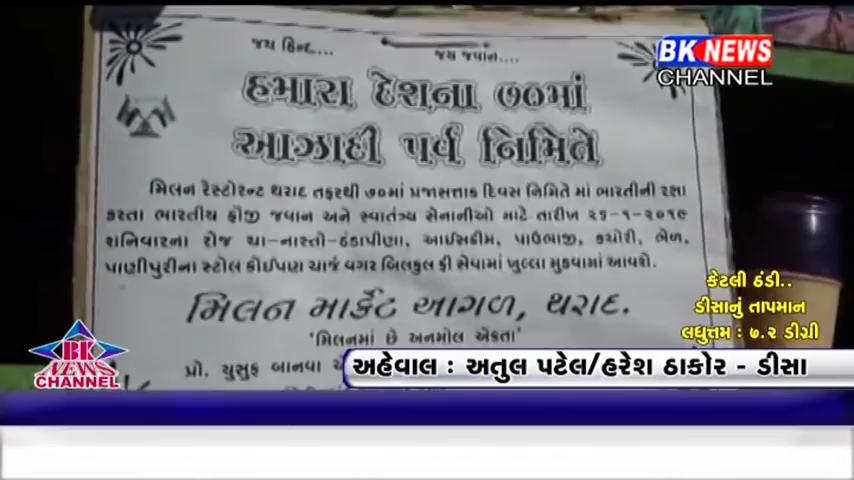 જય હિન્દ....
જય જવાન....
BK NEWS
CHANNEL
હમારા દેશના ૭૦માં
આઝાદી પર્વ નિમિતે
મિલન રેસ્ટોરન્ટ થરાદ તરફથી ૭૦માં પ્રજાસત્તાક દિવસ નિમિતે માં ભારતીની રક્ષા
કરતા ભારતીય ફૌજી જવાન અને સ્વાતંત્ર્ય સેનાનીઓ માટે તારીખ ૨૬-૧-૨૦૧૯
શનિવારના રોજ ચા-નાસ્તો-ઠંડાપીણા, આઈસક્રીમ, પાઉંભાજી, કચોરી, ભેળ,
પાણીપુરીના સ્ટોલ કોઈપણ ચાર્જ વગર બિલકુલ ફ્રી સેવામાં ખુલ્લા મુકવામાં આવશે.
મિલન માર્કેટ આગળ, થરાદ.
'મિલનમાં છે અનમોલ એકતા'
પ્રો. યુસુફ બાનવા
કેટલી ઠંડી..
ડીસાનું તાપમાન
લઘુત્તમ : ૭.૨ ડીગ્રી
BK
NEWS
CHANNEL
અહેવાલ : અતુલ પટેલ/હરેશ ઠાકોર - ડીસા